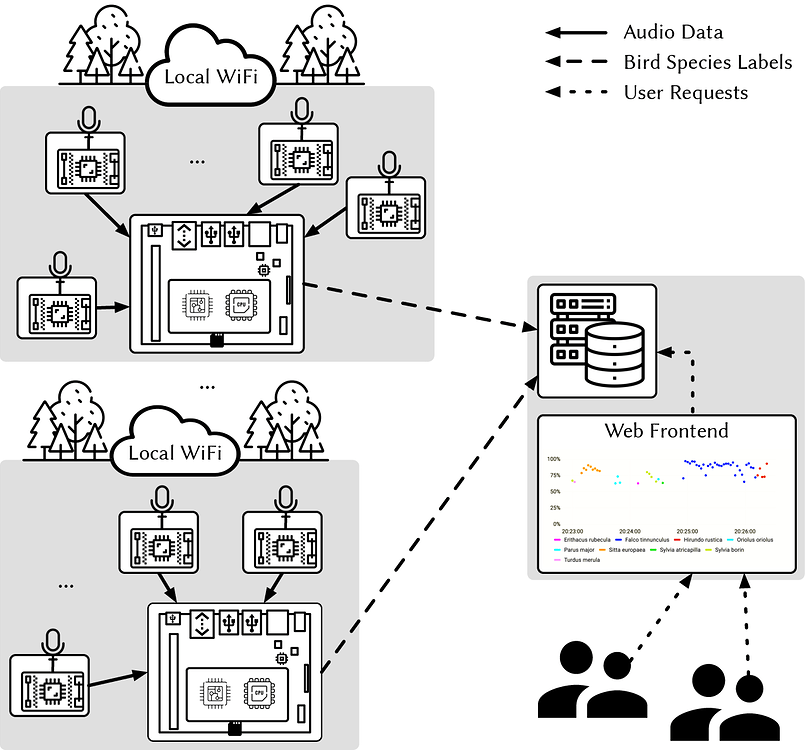 Local WiFi
Audio Data
Bird Species Labels
User Requests
...
CPU
...
Local WiFi
...
CPU
Web Frontend
100%
75%
50%
25%
0%
20:23:00 20:24:00 20:25:00 20:26:00
Erithacus rubecula Falco tinnunculus Hirundo rustica Oriolus oriolus
Parus major Sitta europaea Sylvia atricapilla Sylvia borin
Turdus merula